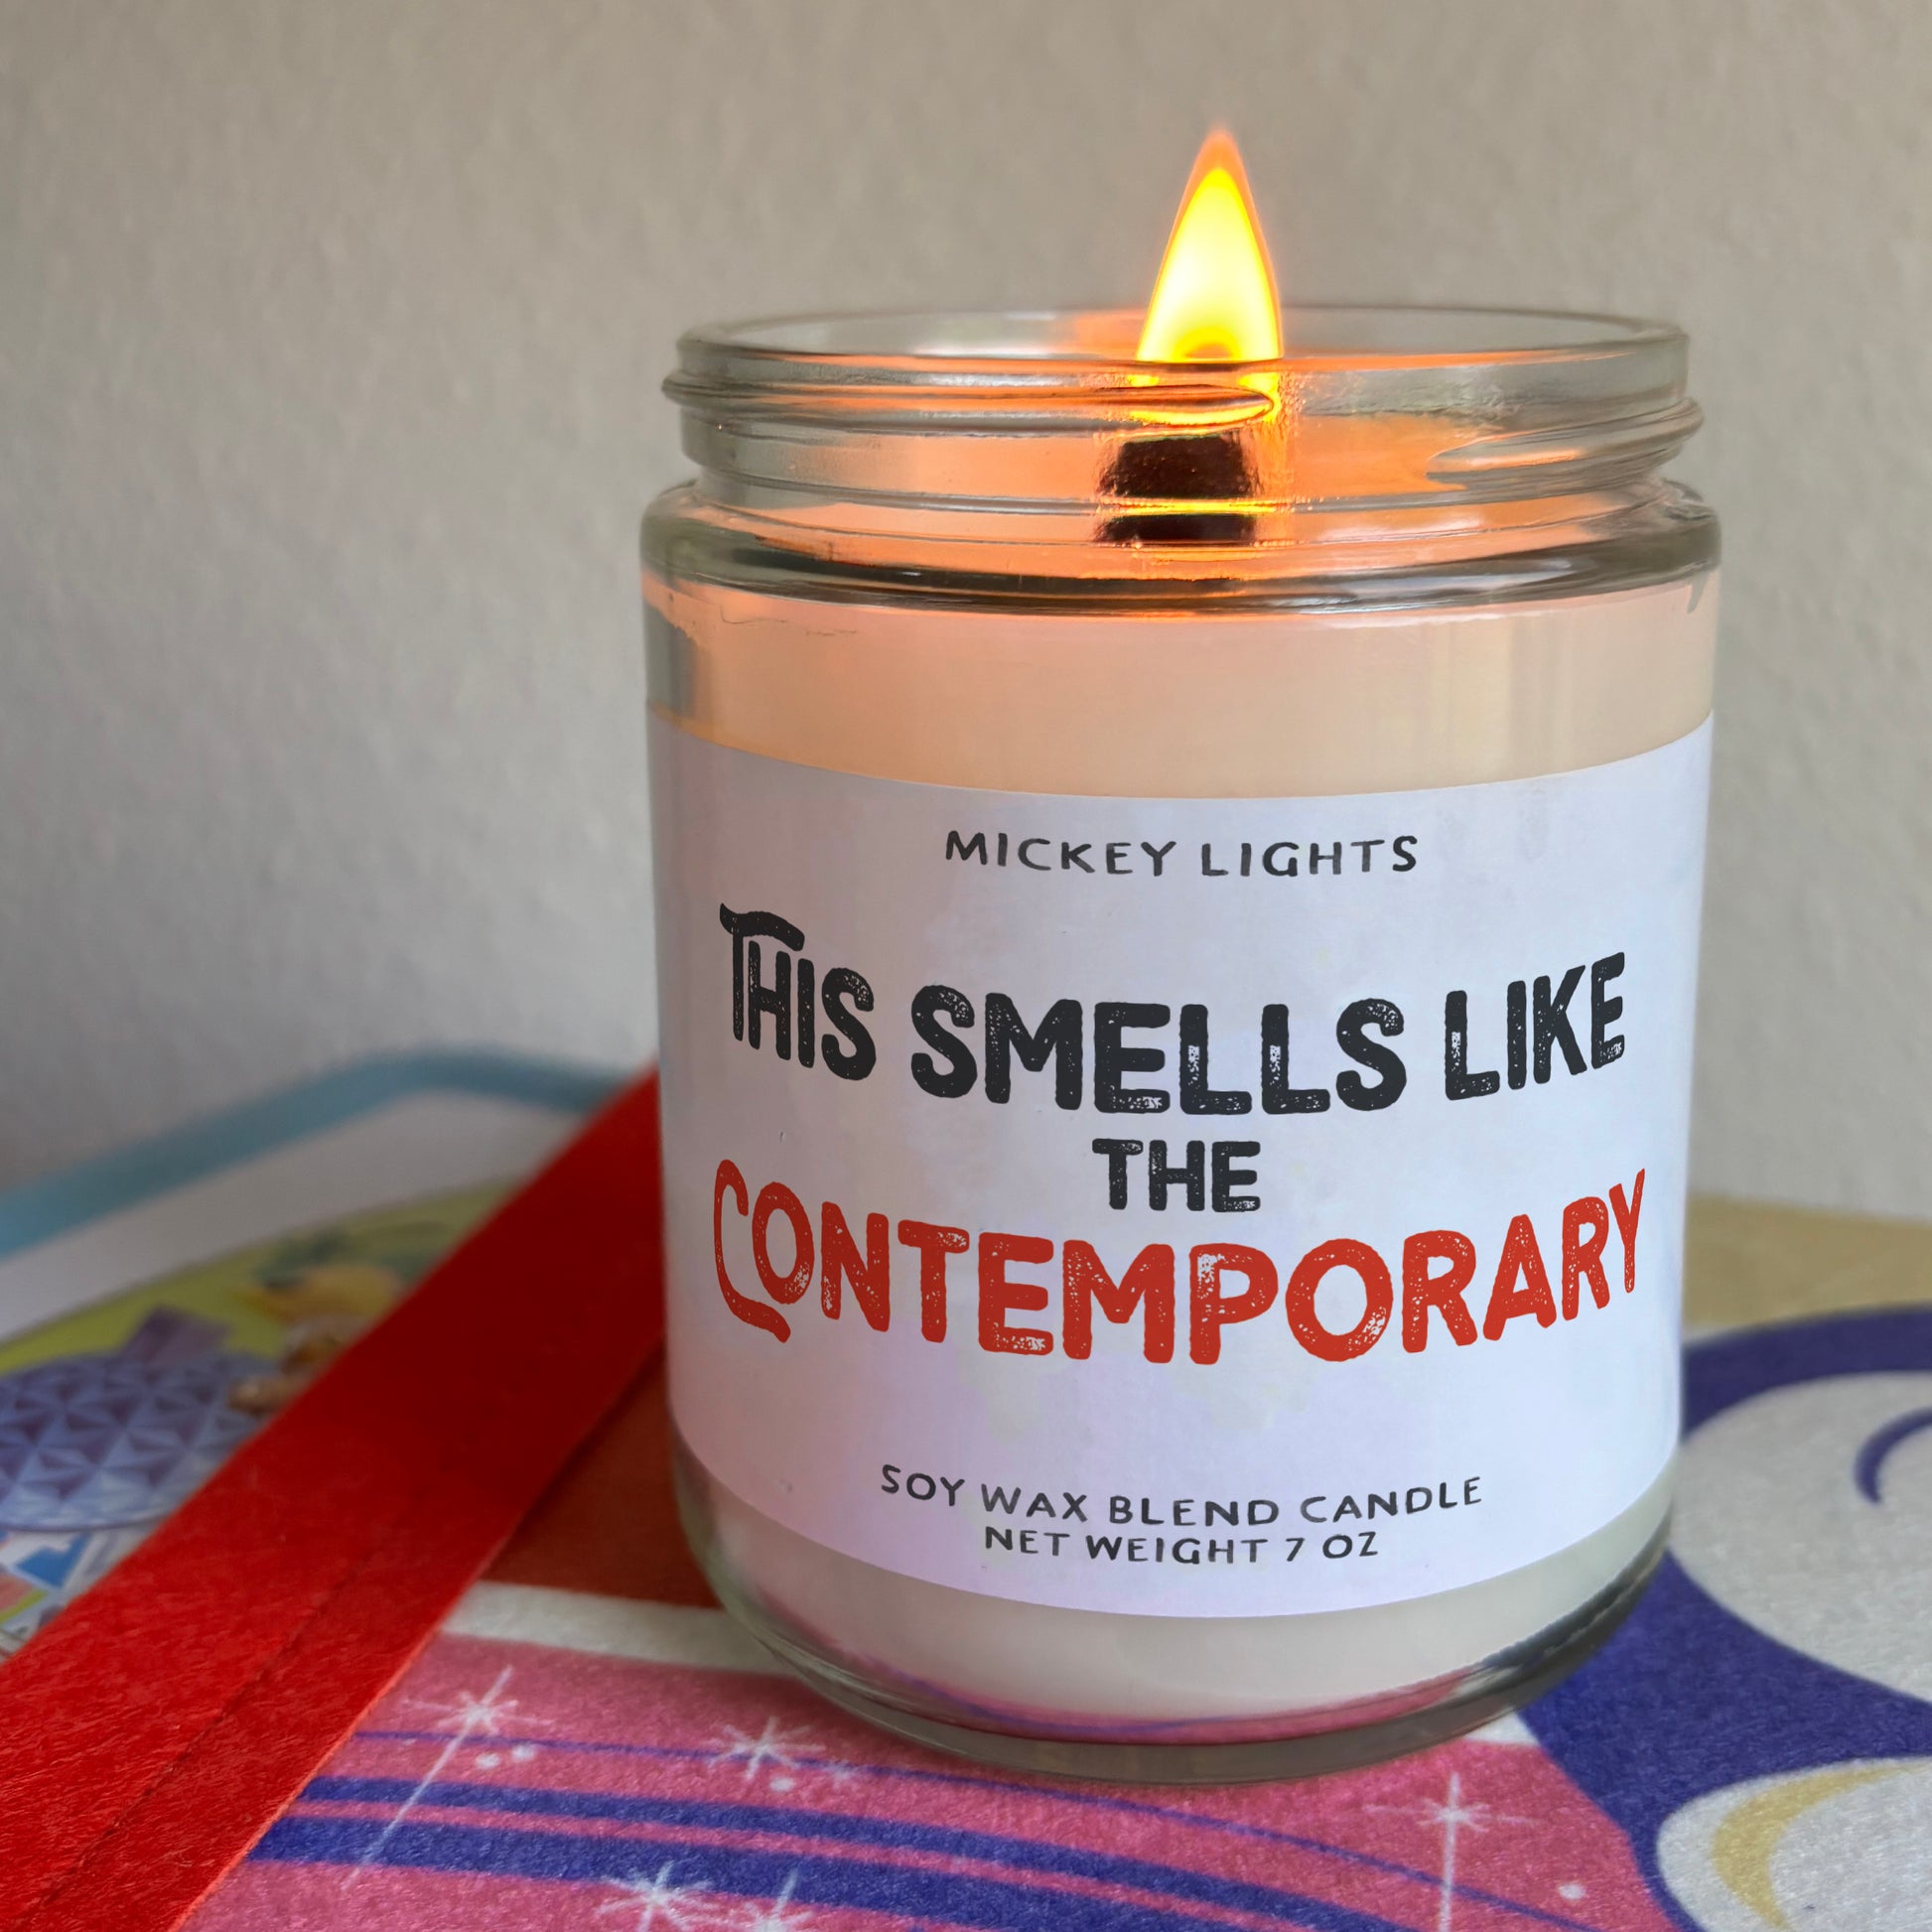 MICKEY LIGHTS
THIS SMELLS LIKE
THE
CONTEMPORARY
SOY WAX BLEND CANDLE
NET WEIGHT 7 OZ